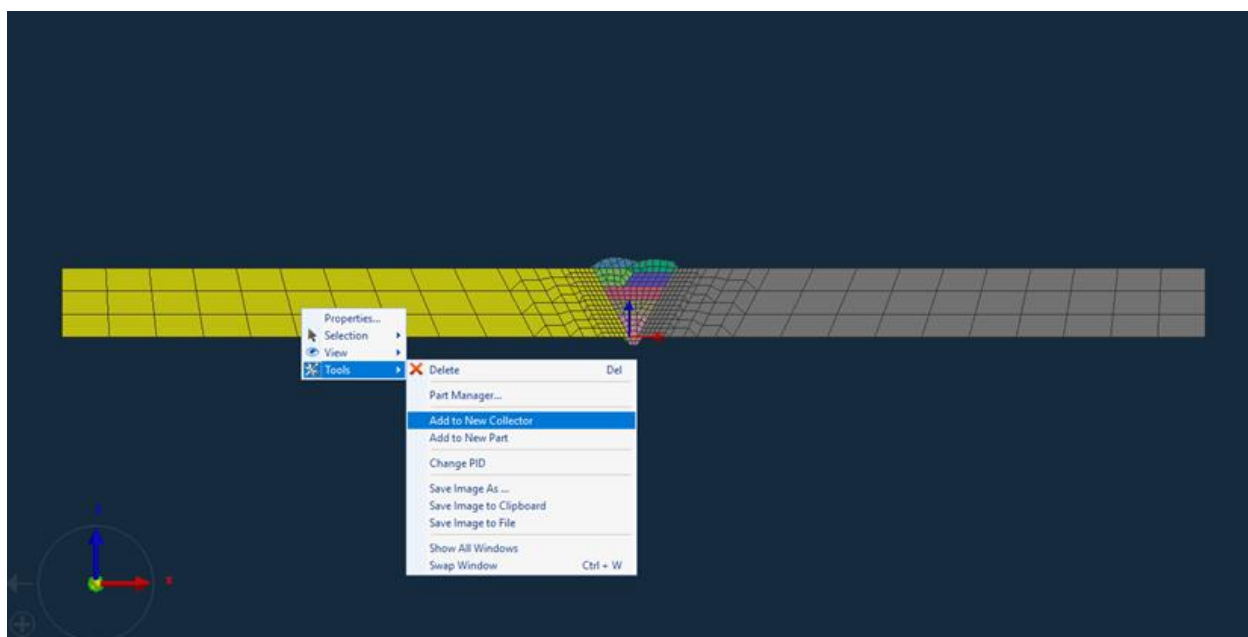 Properties...
Selection
View
Tools
Delete Del
Part Manager...
Add to New Collector
Add to New Part
Change PID
Save Image As ...
Save Image to Clipboard
Save Image to File
Show All Windows
Swap Window Ctrl + W
x